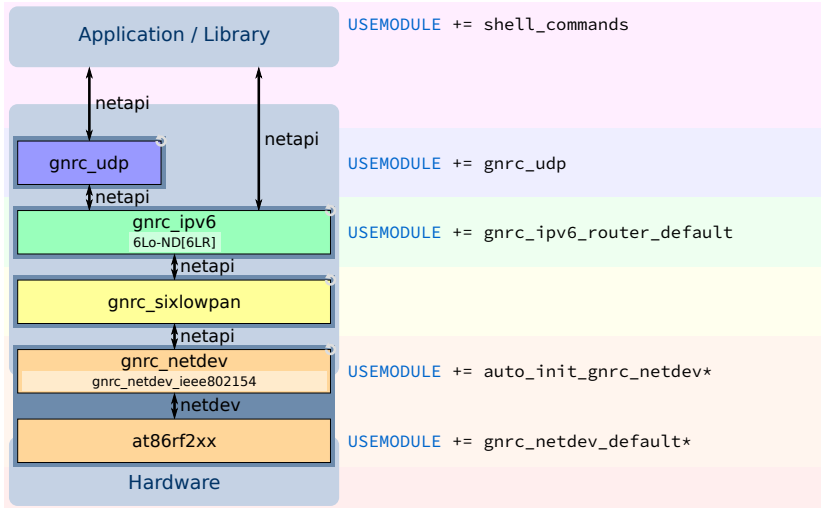 Application / Library
USEMODULE += shell_commands
netapi
netapi
gnrc_udp
USEMODULE += gnrc_udp
netapi
gnrc_ipv6
6Lo-ND[6LR]
USEMODULE += gnrc_ipv6_router_default
netapi
gnrc_sixlowpan
netapi
gnrc_netdev
gnrc_netdev_ieee802154
USEMODULE += auto_init_gnrc_netdev*
netdev
at86rf2xx
USEMODULE += gnrc_netdev_default*
Hardware